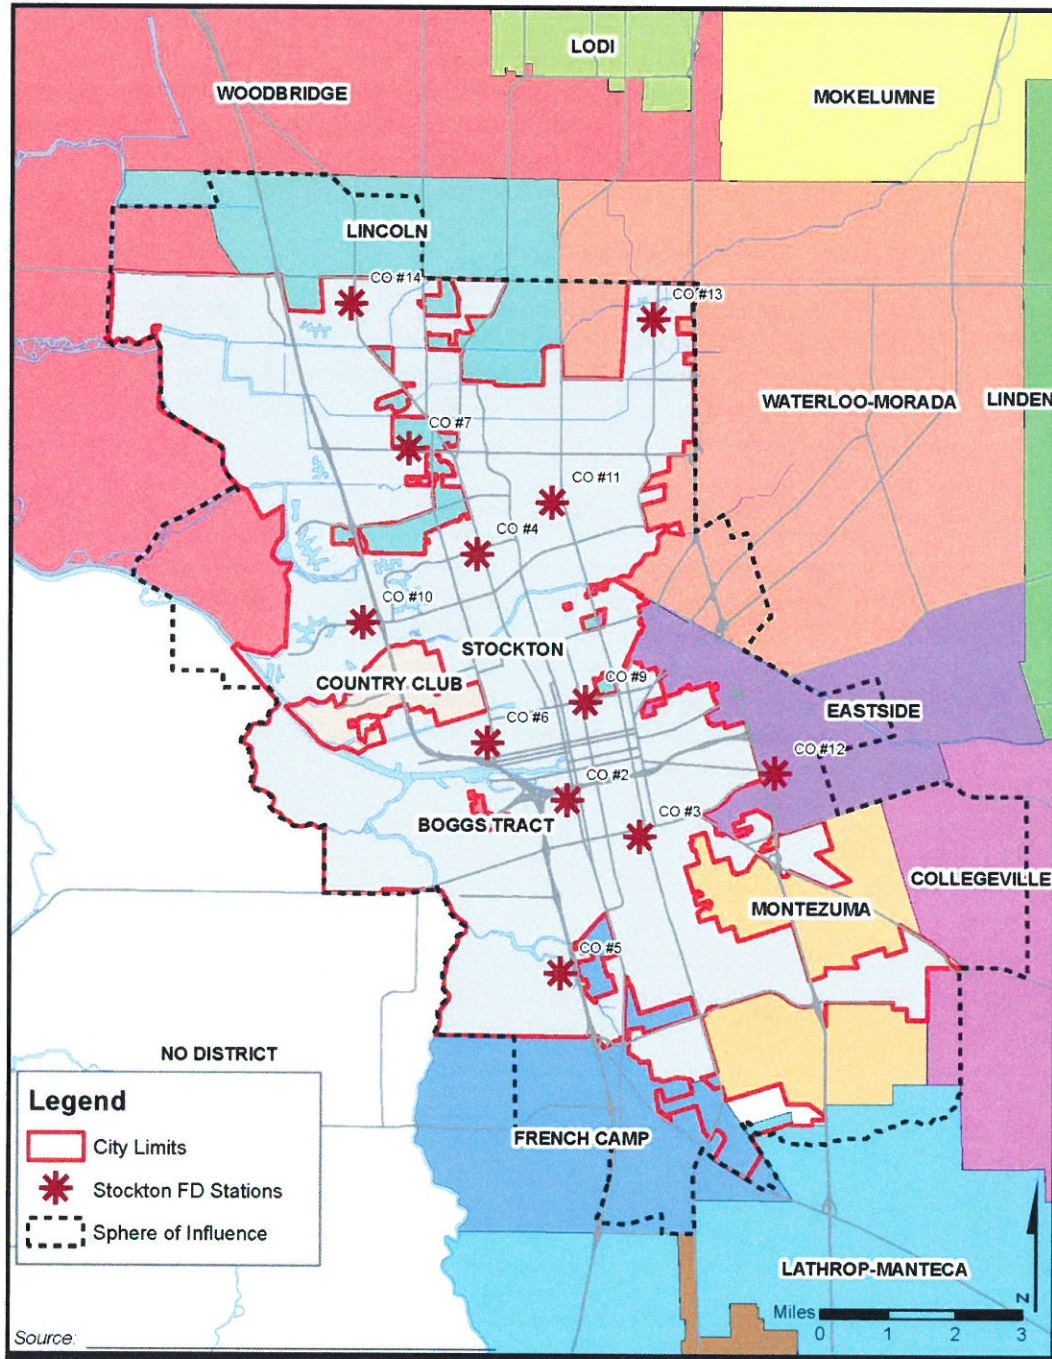 LODI
WOODBRIDGE
MOKELUMNE
LINCOLN
CO #14
CO #13
WATERLOO-MORADA
LINDEN
CO #7
CO #11
CO #4
CO #10
STOCKTON
COUNTRY CLUB
CO #9
EASTSIDE
CO #6
CO #12
CO #2
BOGGS TRACT
CO #3
COLLEGEVILLE
MONTEZUMA
CO #5
NO DISTRICT
Legend
City Limits
Stockton FD Stations
Sphere of Influence
FRENCH CAMP
LATHROP-MANTECA
N
Miles
0 1 2 3
Source: